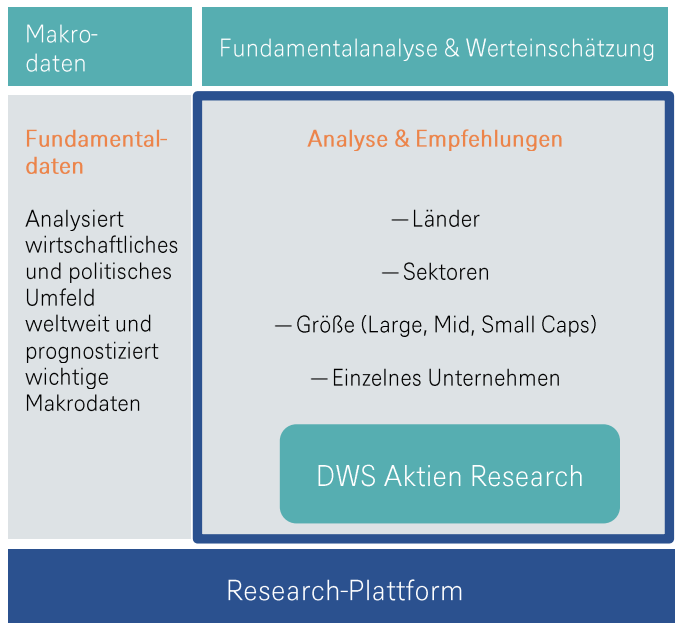 Makro-
daten
Fundamentalanalyse & Werteinschätzung
Fundamental-
daten
Analysiert
wirtschaftliches
und politisches
Umfeld
weltweit und
prognostiziert
wichtige
Makrodaten
Analyse & Empfehlungen
— Länder
— Sektoren
— Größe (Large, Mid, Small Caps)
— Einzelnes Unternehmen
DWS Aktien Research
Research-Plattform